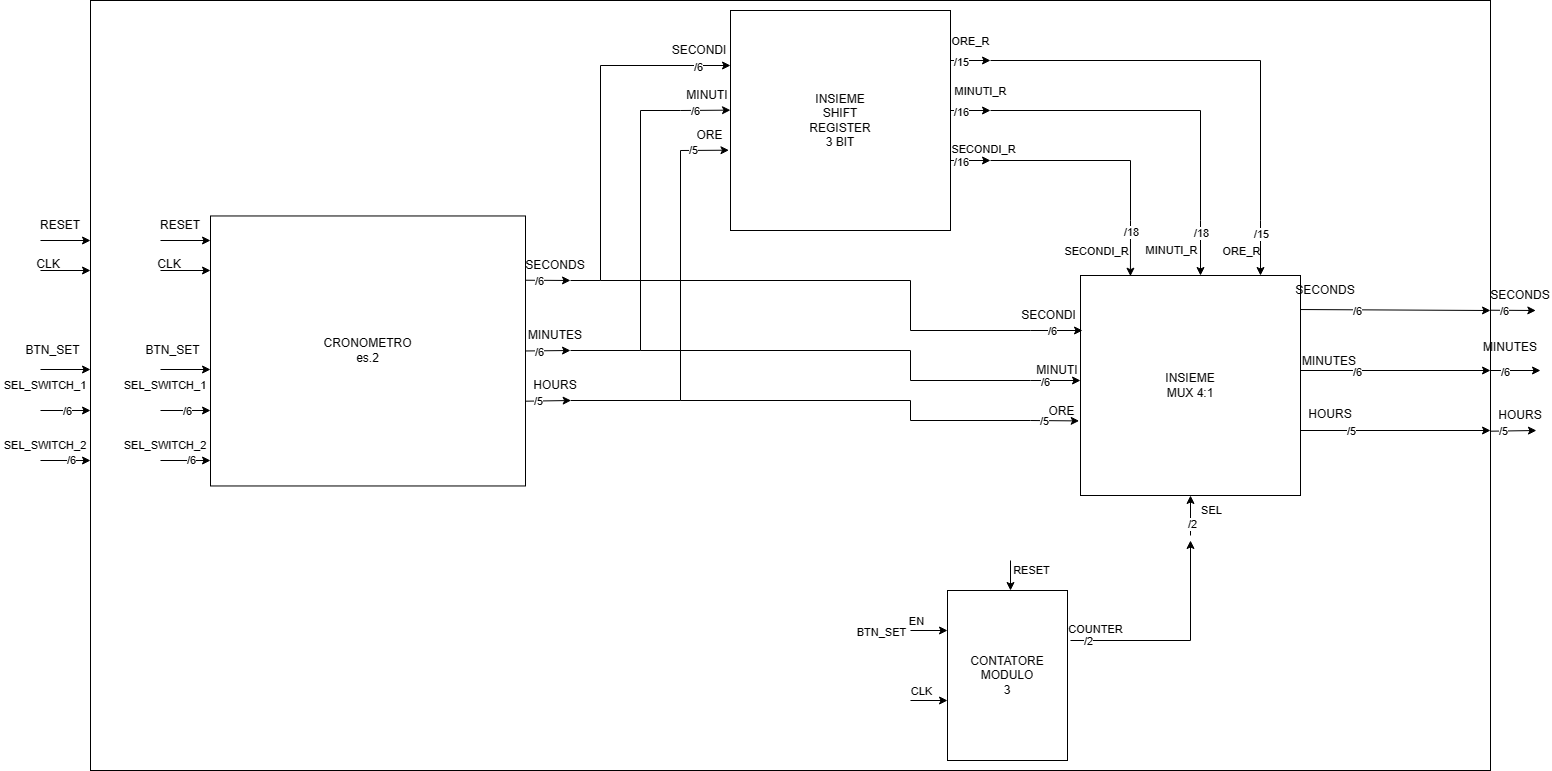 SECONDI
/6
MINUTI
/6
ORE
/5
INSIEME
SHIFT
REGISTER
3 BIT
ORE_R
/15
MINUTI_R
/16
SECONDI_R
/16
RESET
CLK
BTN_SET
SEL_SWITCH_1
/6
SEL_SWITCH_2
/6
RESET
CLK
BTN_SET
SEL_SWITCH_1
/6
SEL_SWITCH_2
/6
CRONOMETRO
es.2
SECONDS
/6
MINUTES
/6
HOURS
/5
/18
SECONDI_R
/18
MINUTI_R
/15
ORE_R
SECONDI
/6
MINUTI
/6
ORE
/5
INSIEME
MUX 4:1
SECONDS
/6
MINUTES
/6
HOURS
/5
SECONDS
/6
MINUTES
/6
HOURS
/5
SEL
/2
RESET
EN
BTN_SET
CLK
CONTATORE
MODULO
3
COUNTER
/2